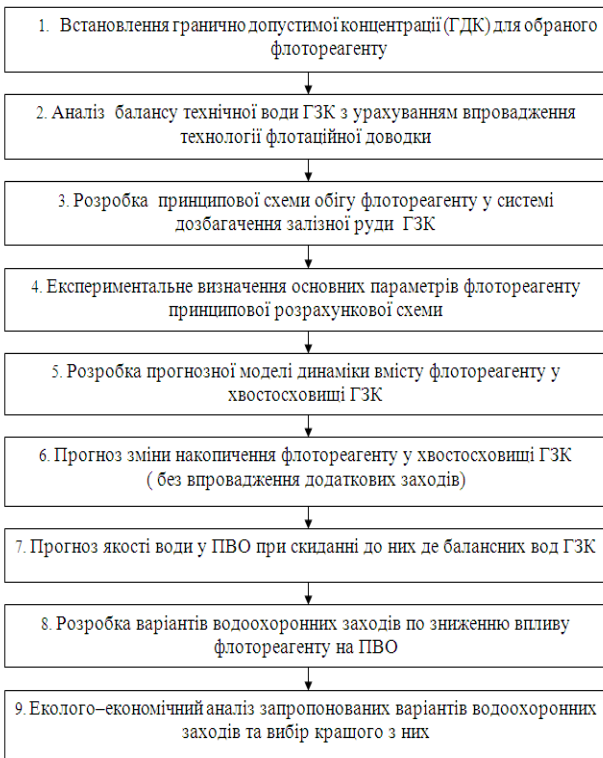 1. Встановлення гранично допустимої концентрації (ГДК) для обраного
флотореагенту
2. Аналіз балансу технічної води ГЗК з урахуванням впровадження
технології флотаційної доводки
3. Розробка принципової схеми обігу флотореагенту у системі
дозбагачення залізної руди ГЗК
4. Експериментальне визначення основних параметрів флотореагенту
принципової розрахункової схеми
5. Розробка прогнозної моделі динаміки вмісту флотореагенту у
хвостосховищі ГЗК
6. Прогноз зміни накопичення флотореагенту у хвостосховищі ГЗК
( без впровадження додаткових заходів)
7. Прогноз якості води у ПВО при скиданні до них де балансних вод ГЗК
8. Розробка варіантів водоохоронних заходів по зниженню впливу
флотореагенту на ПВО
9. Еколого–економічний аналіз запропонованих варіантів водоохоронних
заходів та вибір кращого з них